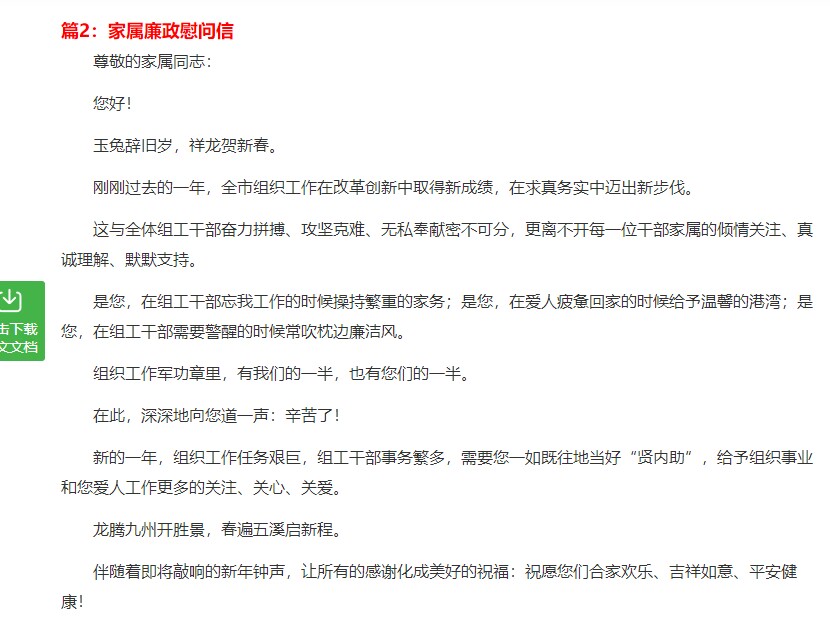 篇2：家属廉政慰问信
尊敬的家属同志：
您好！
玉兔辞旧岁，祥龙贺新春。
刚刚过去的一年，全市组织工作在改革创新中取得新成绩，在求真务实中迈出新步伐。
这与全体组工干部奋力拼搏、攻坚克难、无私奉献密不可分，更离不开每一位干部家属的倾情关注、真
诚理解、默默支持。
是您，在组工干部忘我工作的时候操持繁重的家务；是您，在爱人疲惫回家的时候给予温馨的港湾；是
您，在组工干部需要警醒的时候常吹枕边廉洁风。
击下载
文文档
组织工作军功章里，有我们的一半，也有您们的一半。
在此，深深地向您道一声：辛苦了！
新的一年，组织工作任务艰巨，组工干部事务繁多，需要您一如既往地当好“贤内助”，给予组织事业
和您爱人工作更多的关注、关心、关爱。
龙腾九州开胜景，春遍五溪启新程。
伴随着即将敲响的新年钟声，让所有的感谢化成美好的祝福：祝愿您们合家欢乐、吉祥如意、平安健
康！